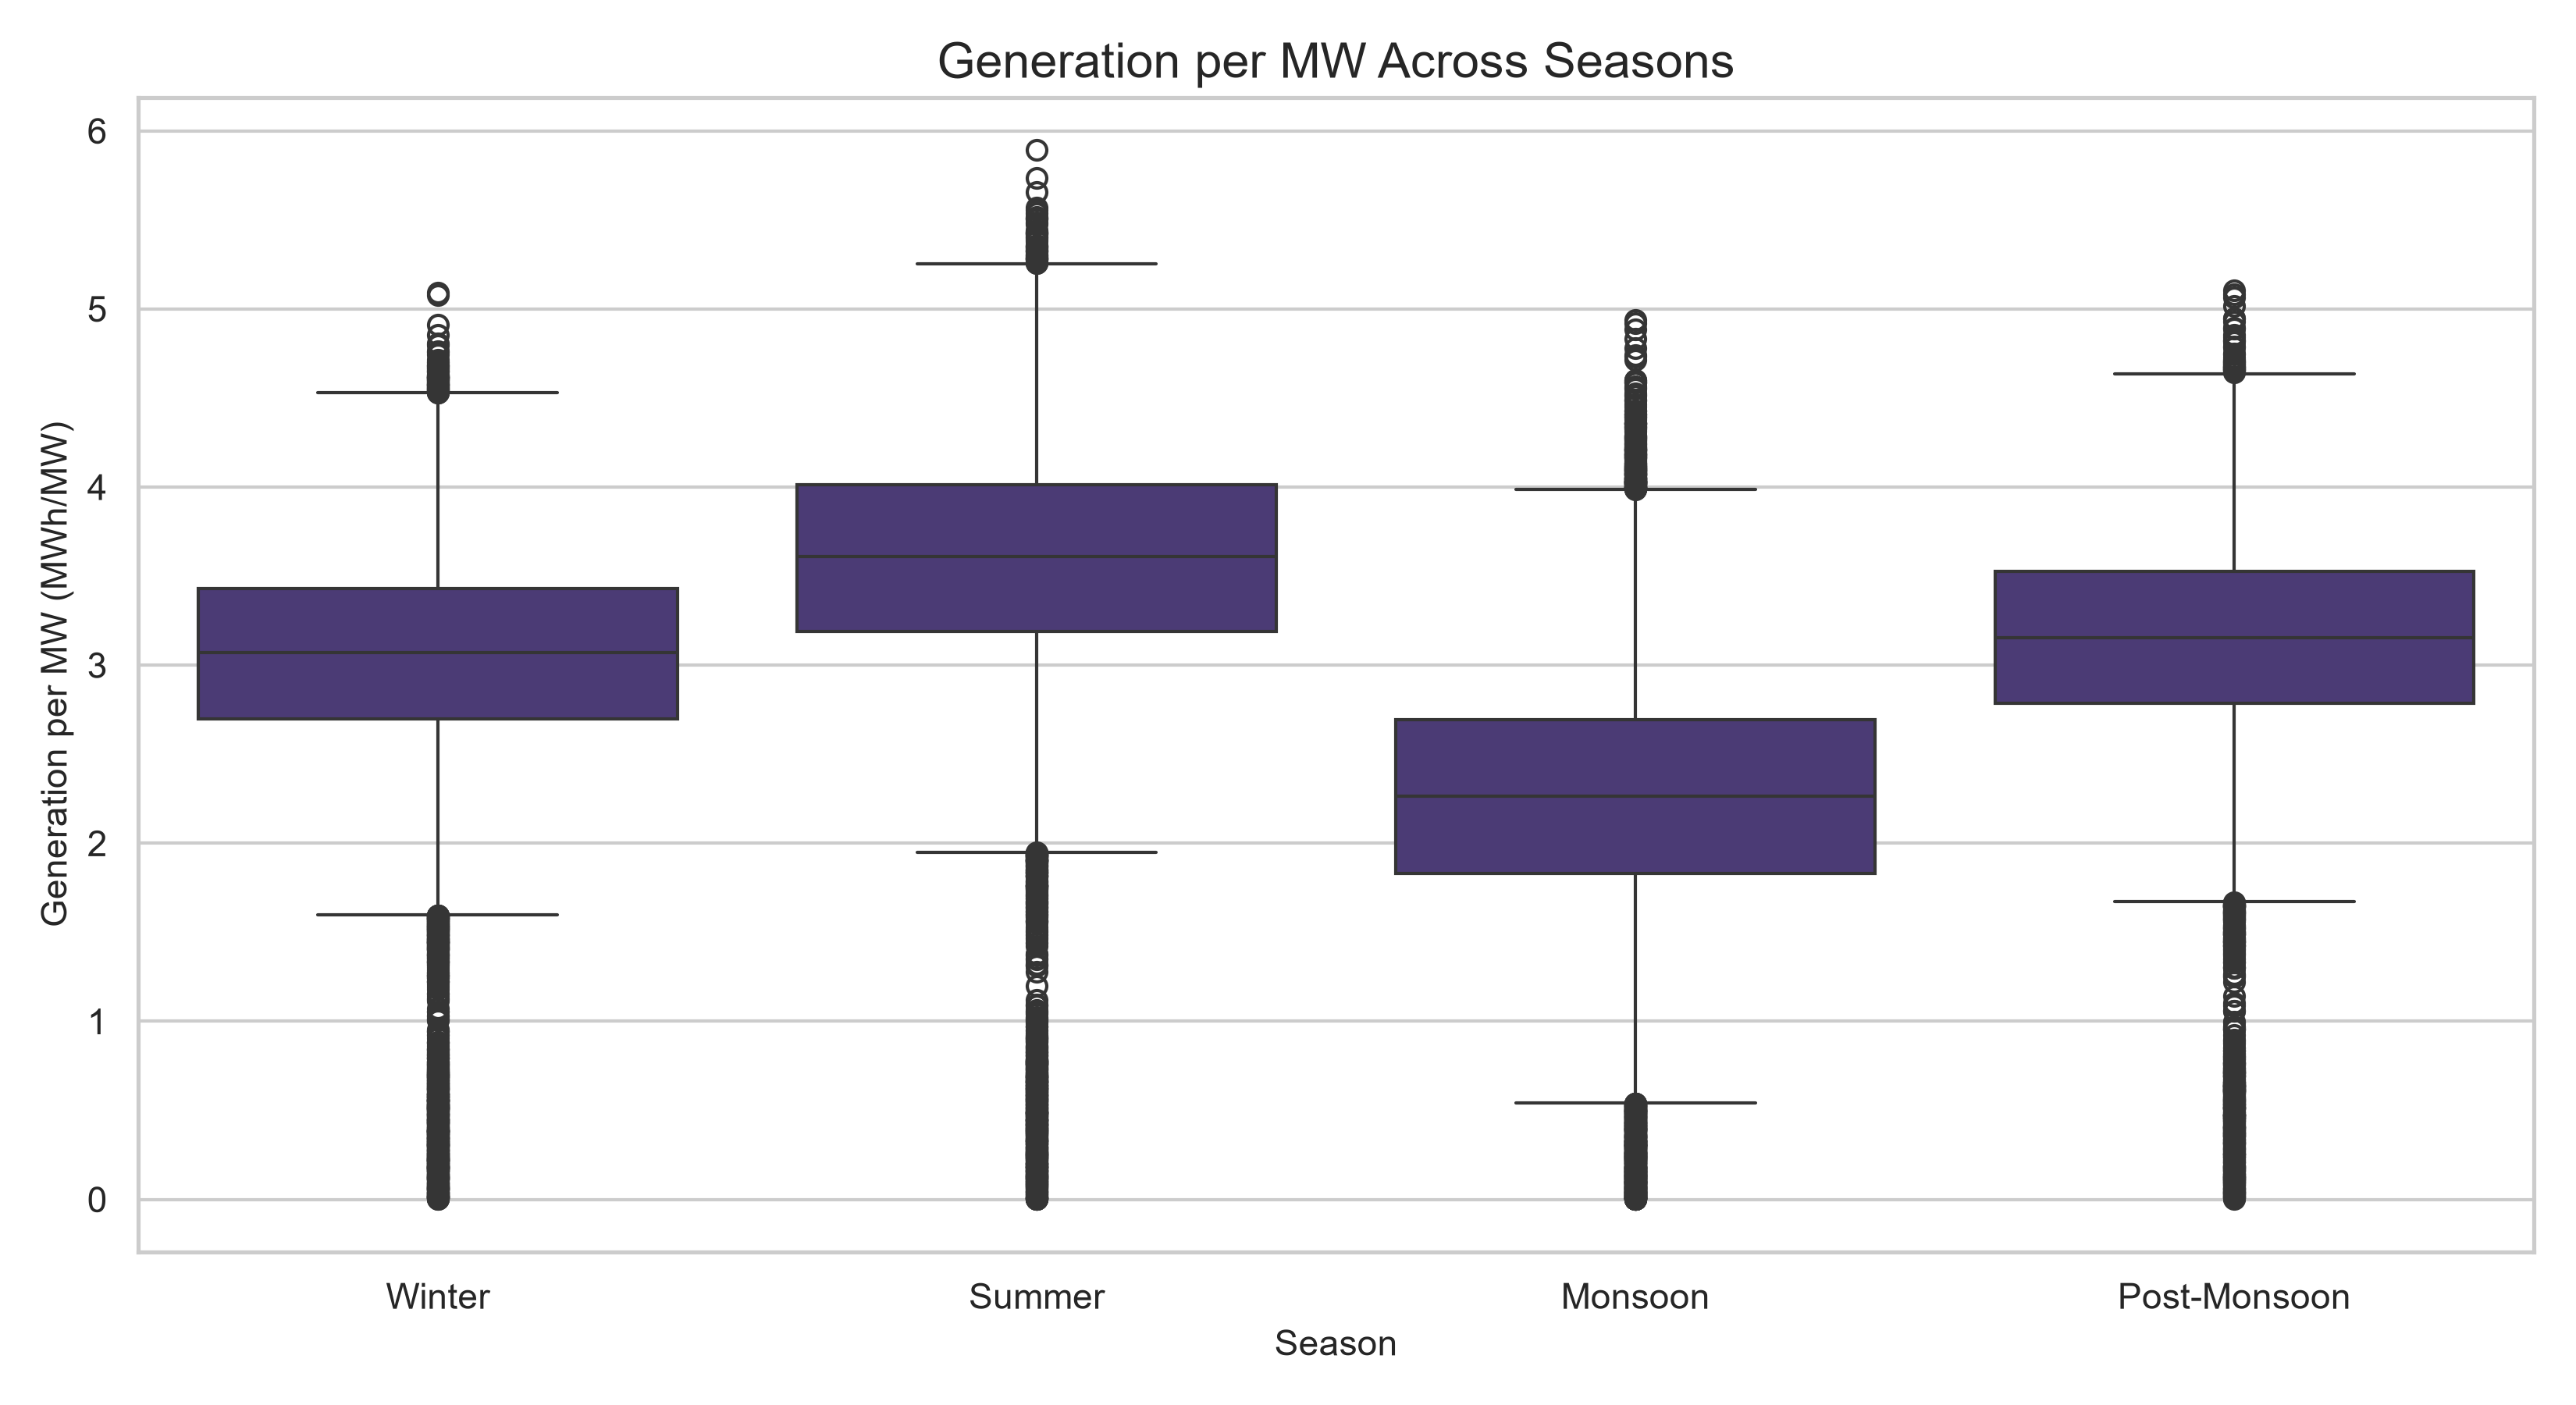 Generation per MW Across Seasons
Generation per MW (MWh/MW)
6
5
4
3
2
1
0
Winter
Summer
Monsoon
Post-Monsoon
Season